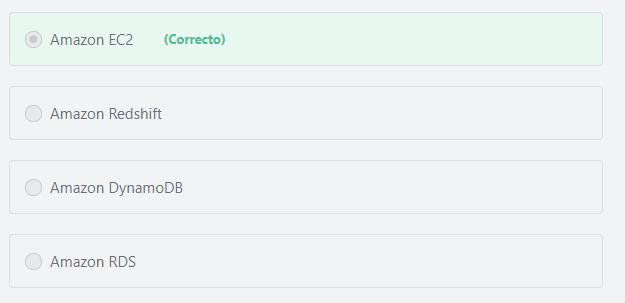 Amazon EC2 (Correcto)
Amazon Redshift
Amazon DynamoDB
Amazon RDS